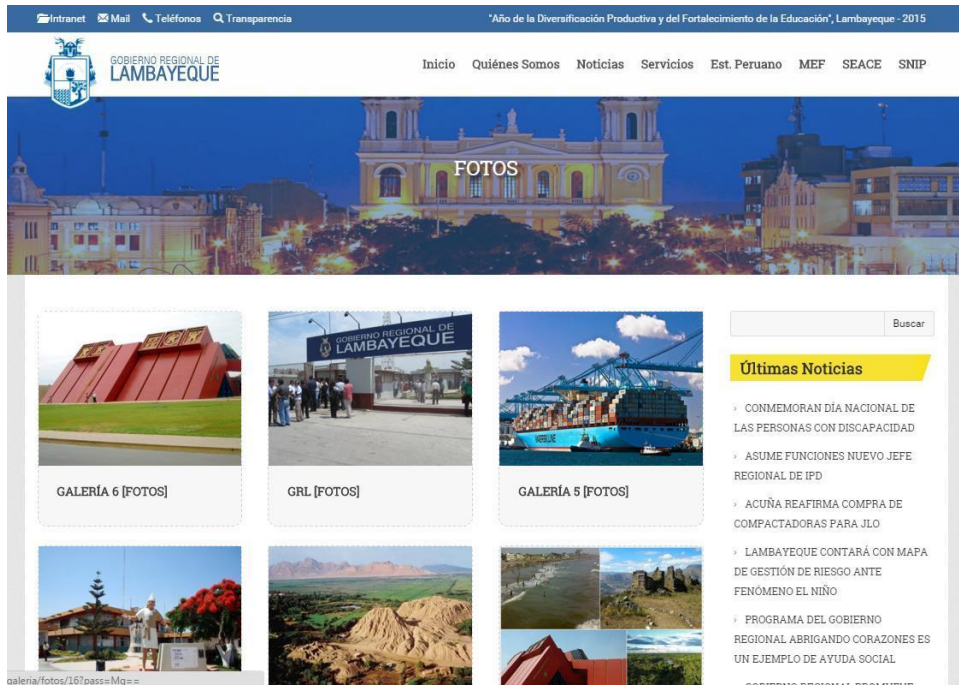 Intranet Mail Teléfonos Transparencia
"Año de la Diversificación Productiva y del Fortalecimiento de la Educación", Lambayeque - 2015
GOBIERNO REGIONAL DE
LAMBAYEQUE
Inicio Quiénes Somos Noticias Servicios Est. Peruano MEF SEACE SNIP
FOTOS
GOBIERNO REGIONAL DE
LAMBAYEQUE
MAERSK LINE
GALERÍA 6 [FOTOS]
GRL [FOTOS]
GALERÍA 5 [FOTOS]
Buscar
Últimas Noticias
› CONMEMORAN DÍA NACIONAL DE
LAS PERSONAS CON DISCAPACIDAD
› ASUME FUNCIONES NUEVO JEFE
REGIONAL DE IPD
› ACUÑA REAFIRMA COMPRA DE
COMPACTADORAS PARA JLO
› LAMBAYEQUE CONTARÁ CON MAPA
DE GESTIÓN DE RIESGO ANTE
FENÓMENO EL NIÑO
› PROGRAMA DEL GOBIERNO
REGIONAL ABRIGANDO CORAZONES ES
UN EJEMPLO DE AYUDA SOCIAL
› GOBIERNO REGIONAL PROMUEVE
galeria/fotos/16?pass=Mg==